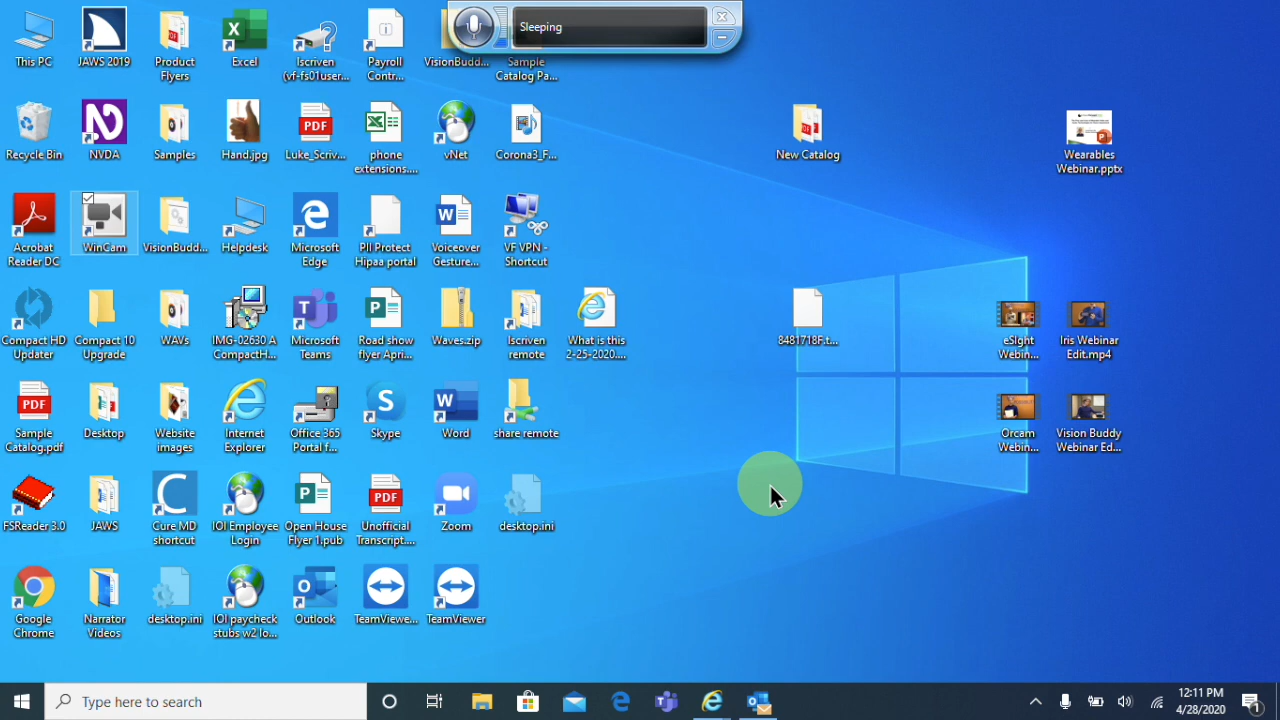 Sleeping
This PC
JAWS 2019
Product
Flyers
Excel
Iscriven
(vf-fs01user...
Payroll
Contr...
VisionBudd...
Sample
Catalog Pa...
Recycle Bin
NVDA
Samples
Hand.jpg
PDF
Luke_Scriv...
phone
extensions....
vNet
Corona3_F...
New Catalog
Wearables
Webinar.pptx
Acrobat
Reader DC
WinCam
VisionBudd...
Helpdesk
Microsoft
Edge
PII Protect
Hipaa portal
Voiceover
Gesture...
VF VPN -
Shortcut
Compact HD
Updater
Compact 10
Upgrade
WAVs
IMG-02630 A
CompactH...
Microsoft
Teams
Road show
flyer Apri...
Waves.zip
lscriven
remote
What is this
2-25-2020....
8481718F.t...
eSIght
Webin...
Iris Webinar
Edit.mp4
PDF
Sample
Catalog.pdf
Desktop
Website
images
Internet
Explorer
Office 365
Portal f...
Skype
Word
share remote
Orcam
Webin...
Vision Buddy
Webinar Ed...
FSReader 3.0
JAWS
Cure MD
shortcut
IOI Employee
Login
Open House
Flyer 1.pub
PDF
Unofficial
Transcript....
Zoom
desktop.ini
Google
Chrome
Narrator
Videos
desktop.ini
IOI paycheck
stubs w2 lo...
Outlook
TeamViewe...
TeamViewer
Type here to search
12:11 PM
4/28/2020
1